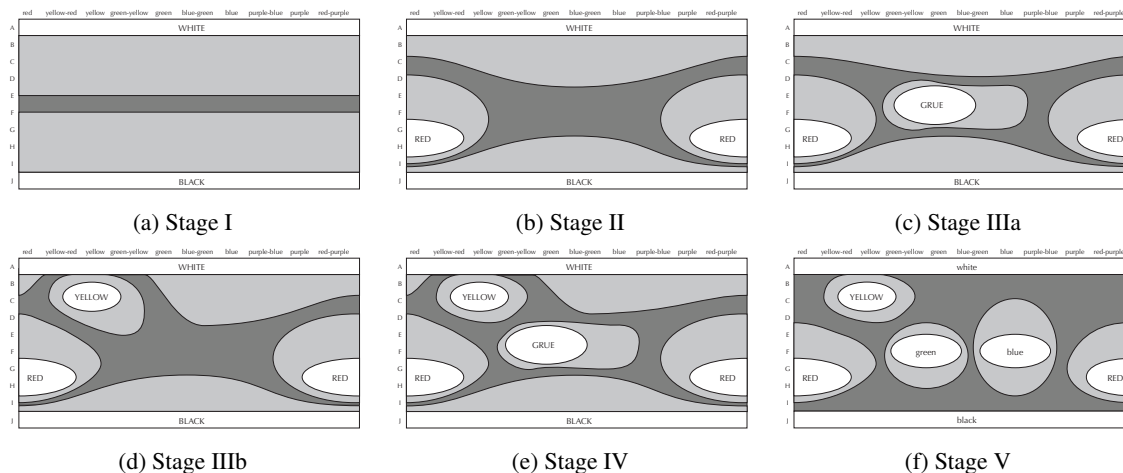 red yellow-red yellow green-yellow green blue-green blue purple-blue purple red-purple
A
B
C
D
E
F
G
H
I
J
WHITE
BLACK
(a) Stage I
red yellow-red yellow green-yellow green blue-green blue purple-blue purple red-purple
A
B
C
D
E
F
G
H
I
J
WHITE
RED RED
BLACK
(b) Stage II
red yellow-red yellow green-yellow green blue-green blue purple-blue purple red-purple
A
B
C
D
E
F
G
H
I
J
WHITE
GRUE
RED RED
BLACK
(c) Stage IIIa
red yellow-red yellow green-yellow green blue-green blue purple-blue purple red-purple
A
B
C
D
E
F
G
H
I
J
WHITE
YELLOW
RED RED
BLACK
(d) Stage IIIb
red yellow-red yellow green-yellow green blue-green blue purple-blue purple red-purple
A
B
C
D
E
F
G
H
I
J
WHITE
YELLOW
GRUE
RED RED
BLACK
(e) Stage IV
red yellow-red yellow green-yellow green blue-green blue purple-blue purple red-purple
A
B
C
D
E
F
G
H
I
J
white
YELLOW
green blue
RED RED
black
(f) Stage V